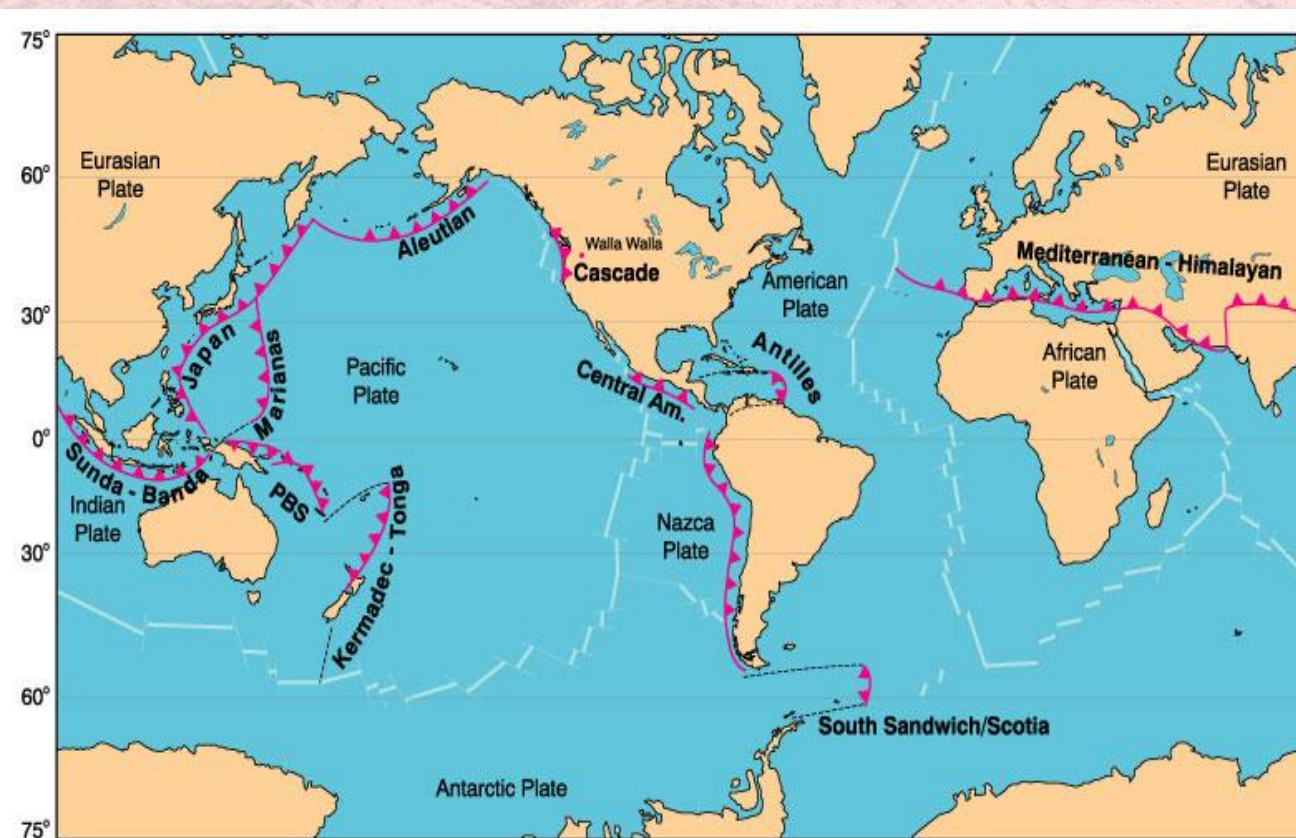 75°
60°
30°
0°
30°
60°
75°
Eurasian
Plate
Aleutian
Walla Walla
Cascade
American
Plate
Eurasian
Plate
Mediterranean - Himalayan
Japan
Marianas
Pacific
Plate
Central Am.
Antilles
African
Plate
Sunda - Banda
Indian
Plate
PBS
Kermadec - Tonga
Nazca
Plate
South Sandwich/Scotia
Antarctic Plate